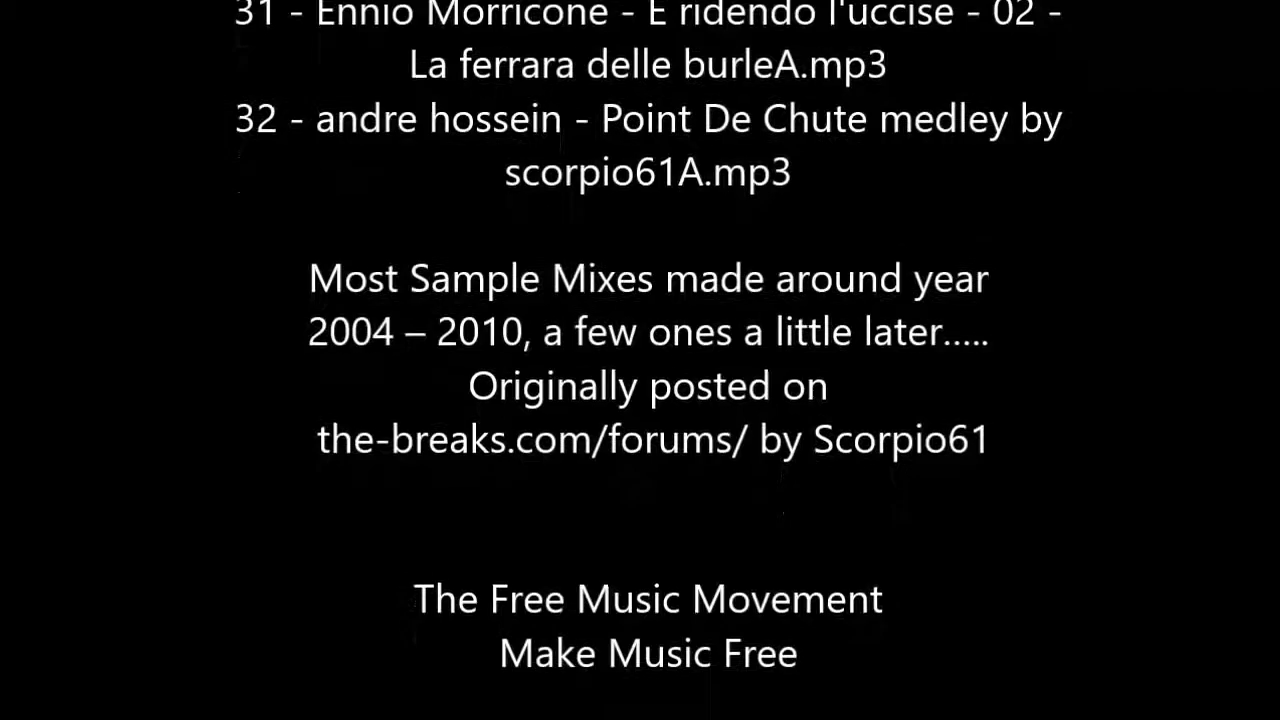 31 - Ennio Morricone - E ridendo l'uccise - 02 -
La ferrara delle burleA.mp3
32 - andre hossein - Point De Chute medley by
scorpio61A.mp3
Most Sample Mixes made around year
2004 – 2010, a few ones a little later.....
Originally posted on
the-breaks.com/forums/ by Scorpio61
The Free Music Movement
Make Music Free